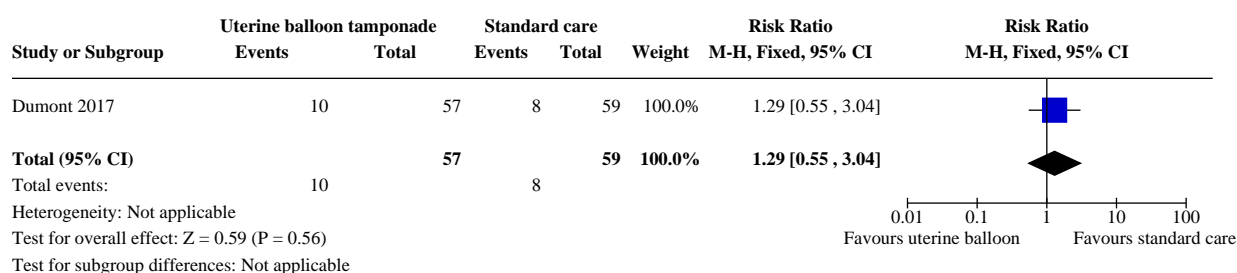 Uterine balloon tamponade Standard care Risk Ratio Risk Ratio
Study or Subgroup Events Total Events Total Weight M-H, Fixed, 95% CI M-H, Fixed, 95% CI
Dumont 2017 10 57 8 59 100.0% 1.29 [0.55 , 3.04]
Total (95% CI) 57 59 100.0% 1.29 [0.55 , 3.04]
Total events: 10 8
Heterogeneity: Not applicable 0.01 0.1 1 10 100
Test for overall effect: Z = 0.59 (P = 0.56) Favours uterine balloon Favours standard care
Test for subgroup differences: Not applicable